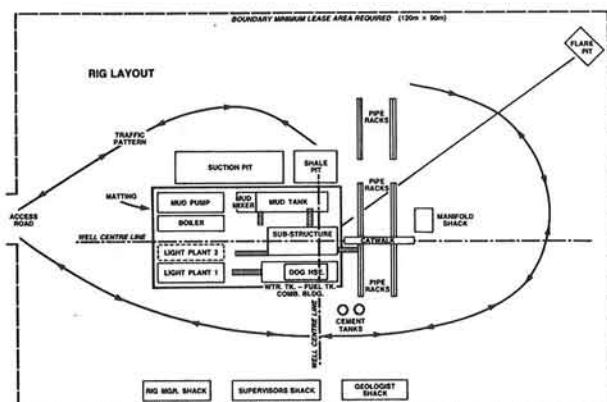 BOUNDARY MINIMUM LEASE AREA REQUIRED (120m × 90m)
FLARE
PIT
RIG LAYOUT
PIPE
RACKS
TRAFFIC
PATTERN
SUCTION PIT
SHALE
PIT
MATTING
MUD PUMP
MUD
MIXER
MUD TANK
PIPE
RACKS
ACCESS
ROAD
BOILER
MANIFOLD
SHACK
WELL CENTRE LINE
SUB-STRUCTURE
CATWALK
LIGHT PLANT 2
LIGHT PLANT 1
DOG HSE.
WTR. TK. – FUEL TK.
COMB. BLDG.
PIPE
RACKS
WELL CENTRE LINE
CEMENT
TANKS
RIG MGR. SHACK
SUPERVISORS SHACK
GEOLOGIST SHACK